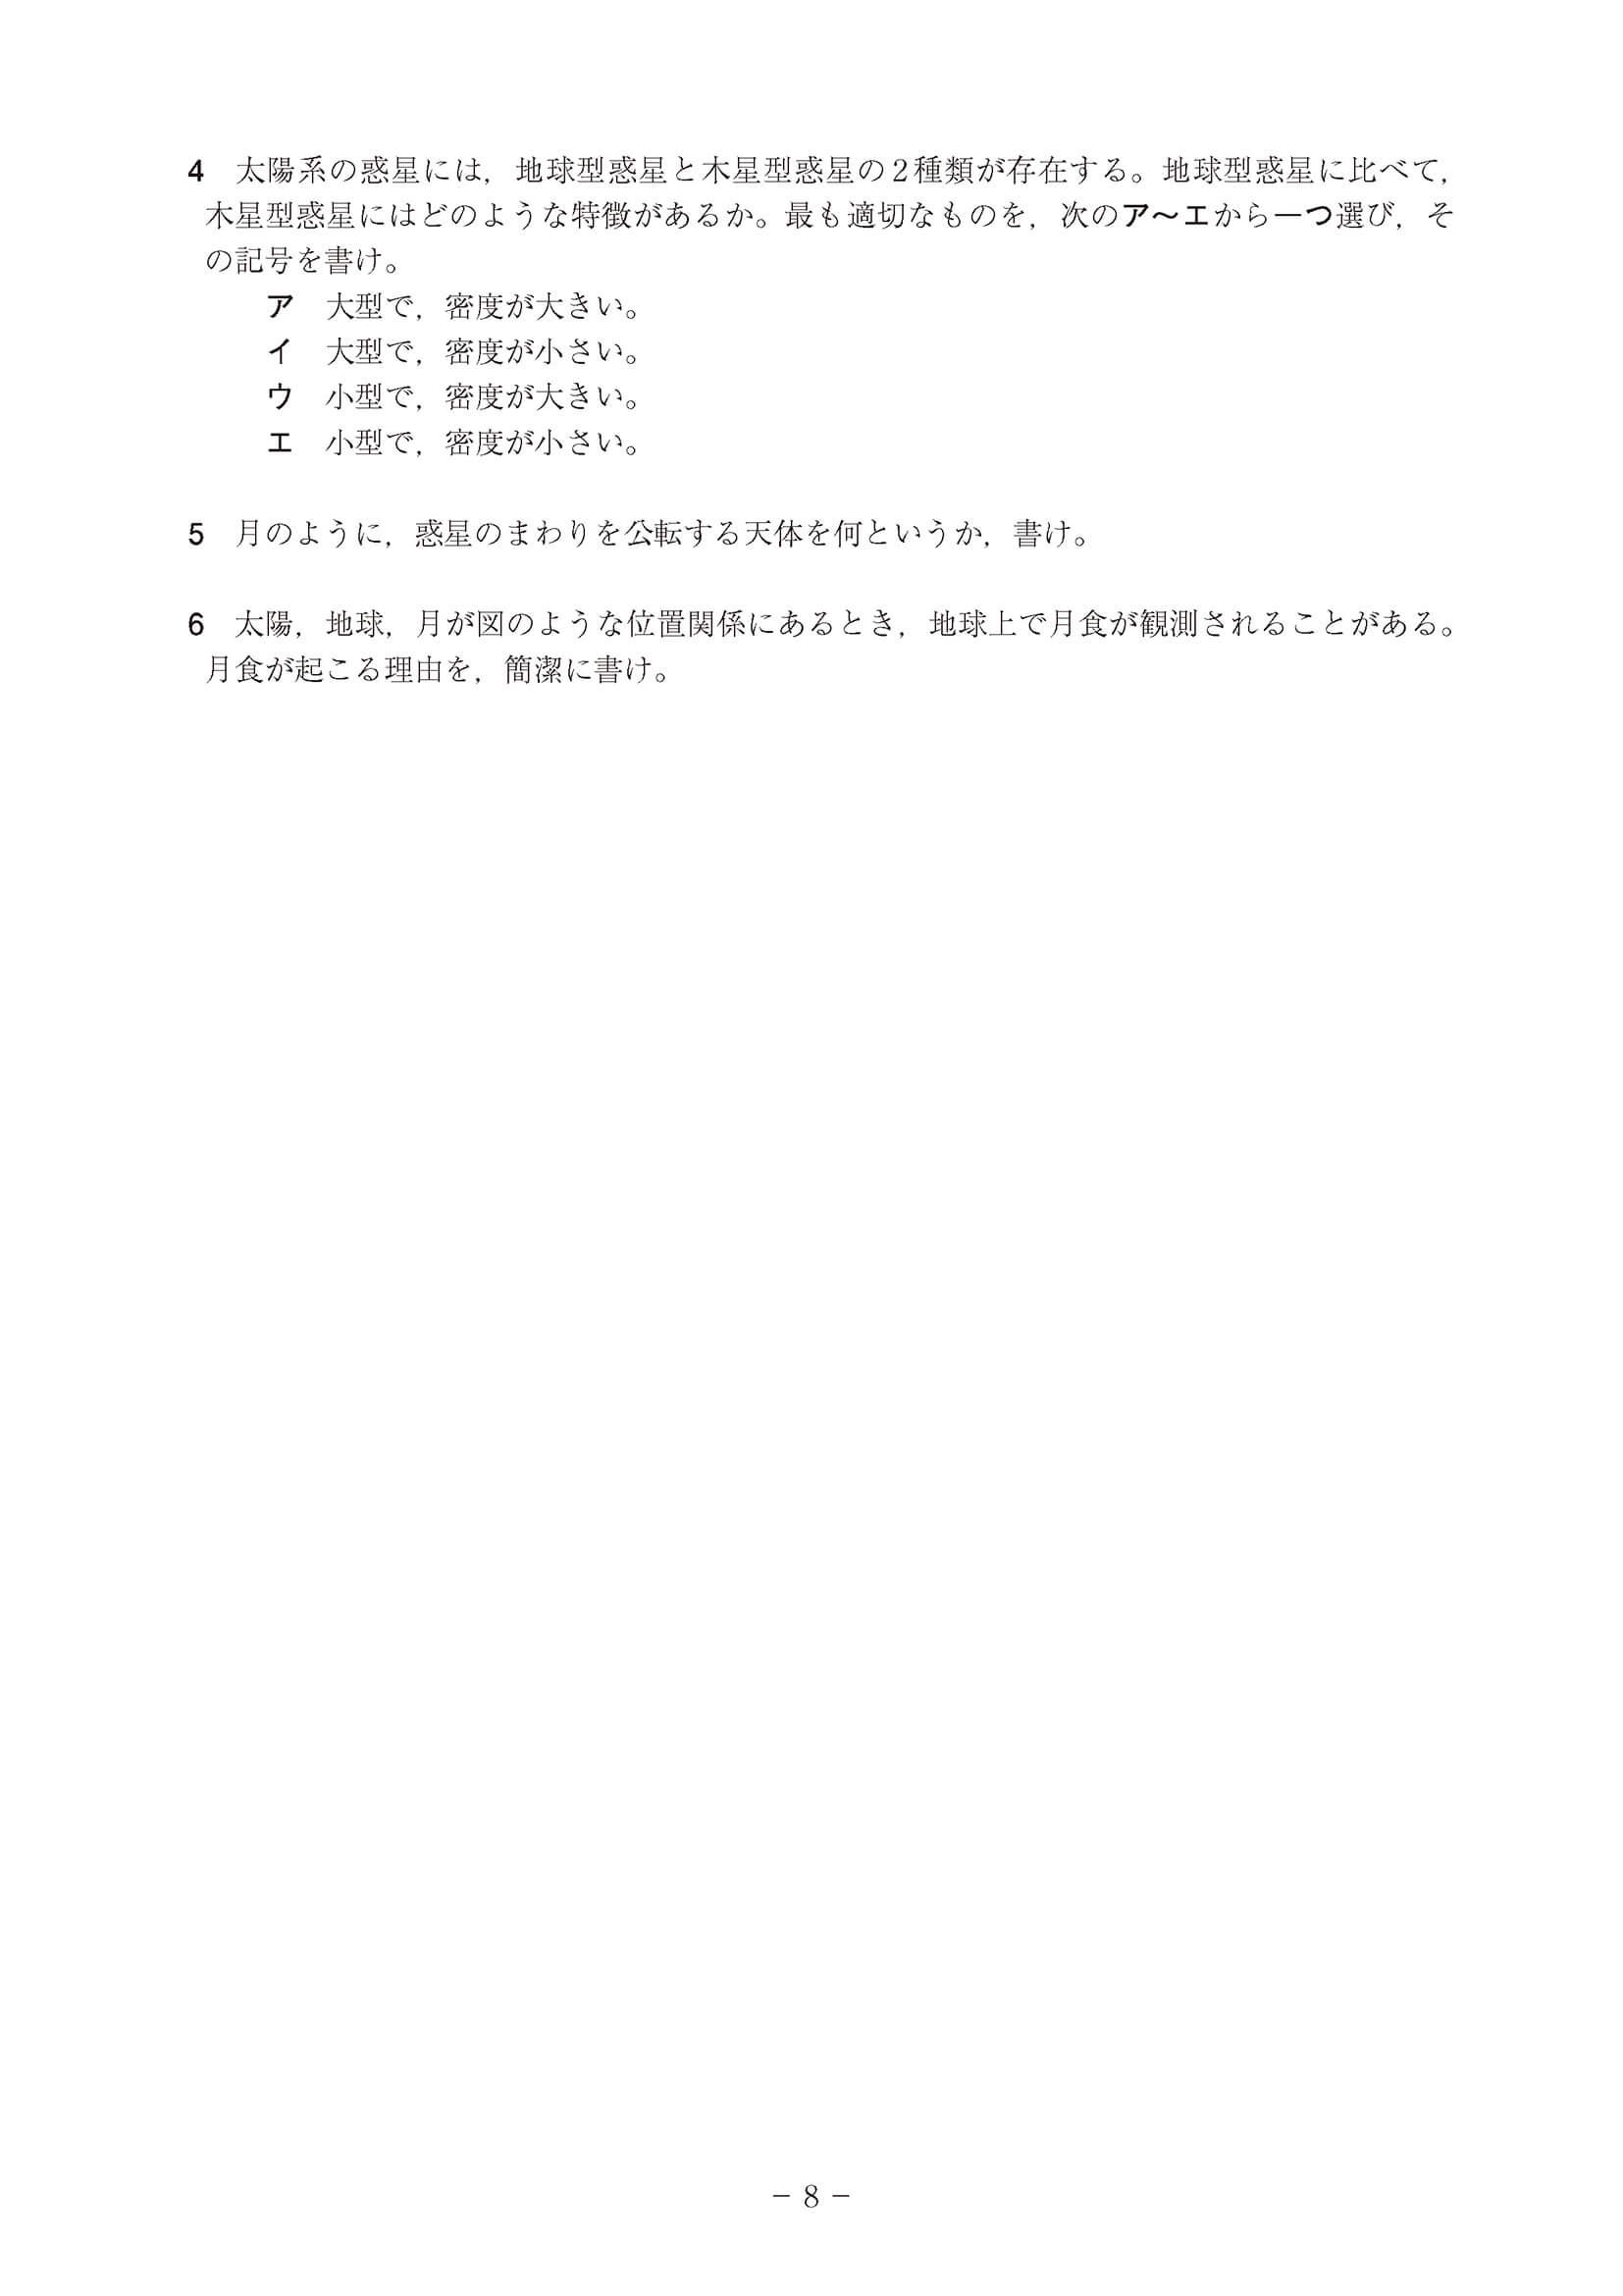 4　太陽系の惑星には，地球型惑星と木星型惑星の２種類が存在する。地球型惑星に比べて，
木星型惑星にはどのような特徴があるか。最も適切なものを，次のア～エから一つ選び，そ
の記号を書け。
ア　大型で，密度が大きい。
イ　大型で，密度が小さい。
ウ　小型で，密度が大きい。
エ　小型で，密度が小さい。
5　月のように，惑星のまわりを公転する天体を何というか，書け。
6　太陽，地球，月が図のような位置関係にあるとき，地球上で月食が観測されることがある。
月食が起こる理由を，簡潔に書け。
− 8 −